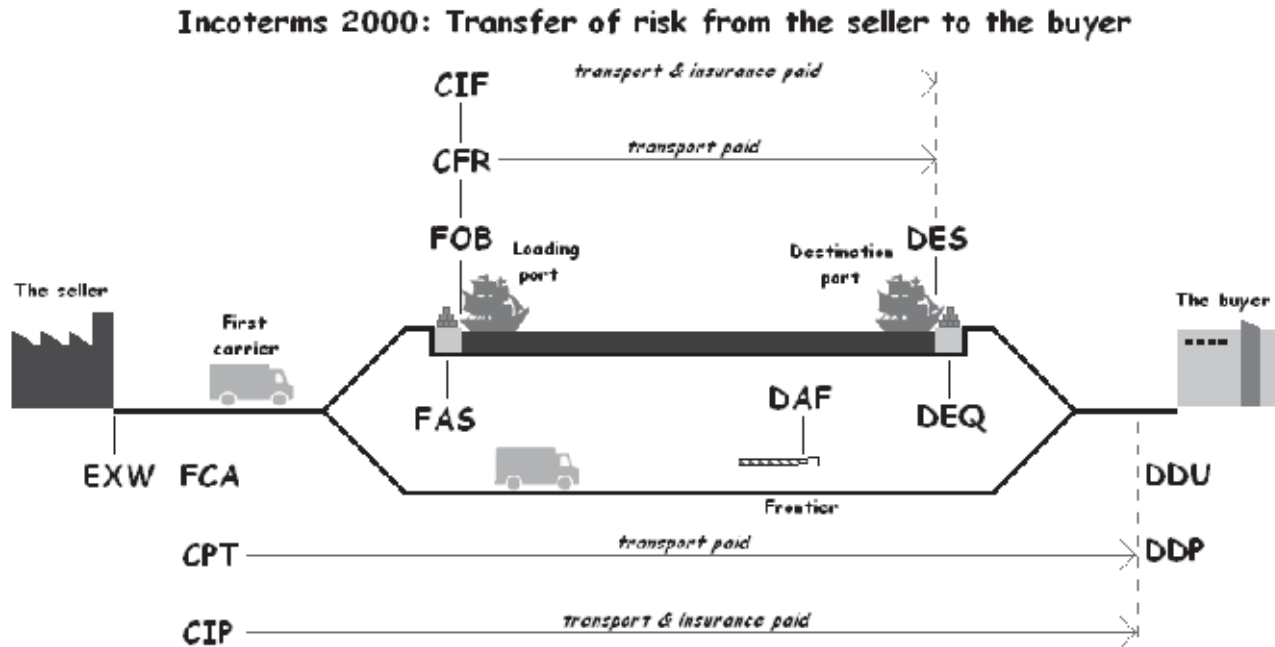 Incoterms 2000: Transfer of risk from the seller to the buyer
CIF
transport & insurance paid
CFR
transport paid
FOB
Loading
port
Destination
port
DES
The seller
First
carrier
The buyer
FAS
DAF
DEQ
EXW
FCA
Frontier
DDU
CPT
transport paid
DDP
CIP
transport & insurance paid